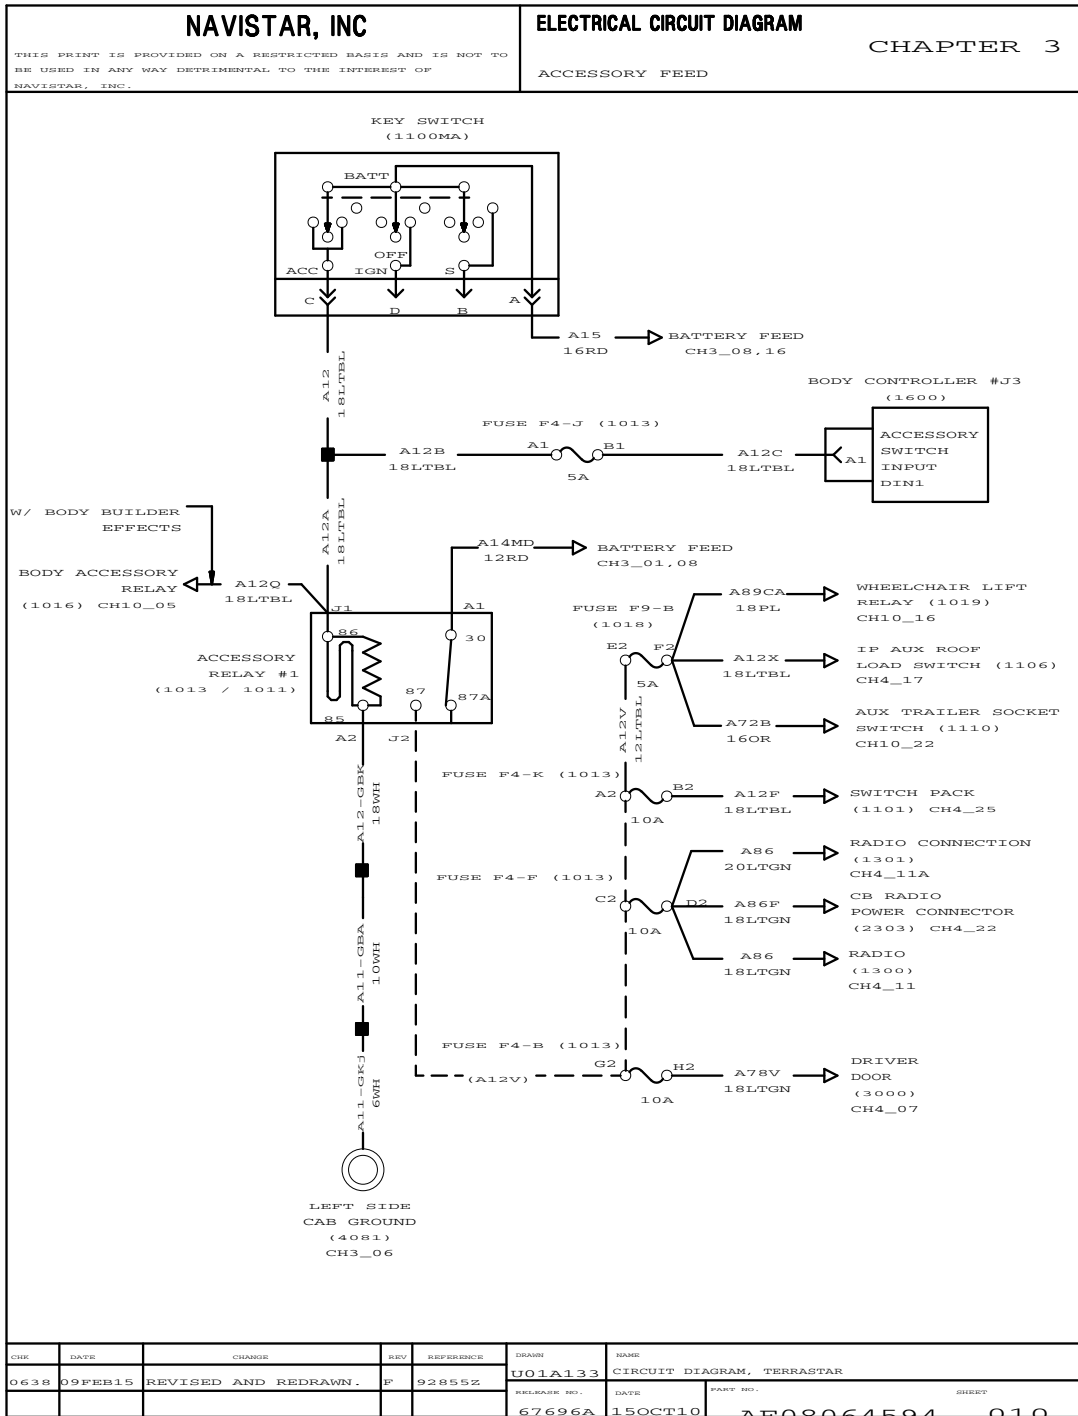 NAVISTAR, INC
THIS PRINT IS PROVIDED ON A RESTRICTED BASIS AND IS NOT TO
BE USED IN ANY WAY DETRIMENTAL TO THE INTEREST OF
NAVISTAR, INC.
ELECTRICAL CIRCUIT DIAGRAM
CHAPTER 3
ACCESSORY FEED
KEY SWITCH
(1100MA)
BATT
OFF
ACC
IGN
S
C
D
B
A
A15
16RD
BATTERY FEED
CH3_08,16
A12
18LTBL
BODY CONTROLLER #J3
(1600)
FUSE F4-J (1013)
A12B
18LTBL
A1
B1
5A
A12C
18LTBL
A1
ACCESSORY
SWITCH
INPUT
DIN1
W/ BODY BUILDER
EFFECTS
A12A
18LTBL
A14MD
12RD
BATTERY FEED
CH3_01,08
BODY ACCESSORY
RELAY
(1016) CH10_05
A12Q
18LTBL
J1
A1
86
30
ACCESSORY
RELAY #1
(1013 / 1011)
87
87A
85
A2
J2
FUSE F9-B
(1018)
E2
F2
5A
A89CA
18PL
WHEELCHAIR LIFT
RELAY (1019)
CH10_16
A12X
18LTBL
IP AUX ROOF
LOAD SWITCH (1106)
CH4_17
A72B
16OR
AUX TRAILER SOCKET
SWITCH (1110)
CH10_22
A12V
12LTBL
FUSE F4-K (1013)
A2
B2
10A
A12F
18LTBL
SWITCH PACK
(1101) CH4_25
A12-GBK
18WH
A86
20LTGN
RADIO CONNECTION
(1301)
CH4_11A
FUSE F4-F (1013)
C2
D2
10A
A86F
18LTGN
CB RADIO
POWER CONNECTOR
(2303) CH4_22
A86
18LTGN
RADIO
(1300)
CH4_11
A11-GBA
10WH
FUSE F4-B (1013)
(A12V)
G2
H2
10A
A78V
18LTGN
DRIVER
DOOR
(3000)
CH4_07
A11-GKj
6WH
LEFT SIDE
CAB GROUND
(4081)
CH3_06
CHK DATE CHANGE REV REFERENCE
0638 09FEB15 REVISED AND REDRAWN. F 92855Z
DRAWN
U01A133
NAME
CIRCUIT DIAGRAM, TERRASTAR
RELEASE NO.
67696A
DATE
15OCT10
PART NO.
SHEET
AE08064594 010